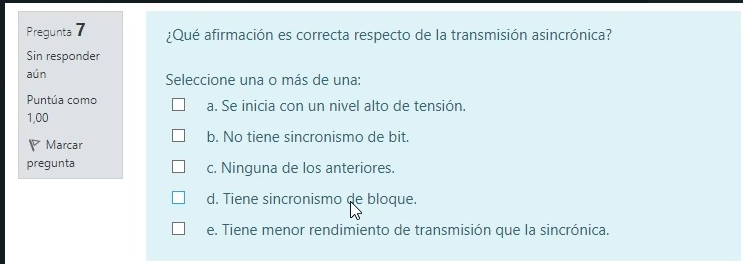 Pregunta 7
Sin responder
aún
Puntúa como
1,00
Marcar
pregunta
¿Qué afirmación es correcta respecto de la transmisión asincrónica?
Seleccione una o más de una:
a. Se inicia con un nivel alto de tensión.
b. No tiene sincronismo de bit.
c. Ninguna de los anteriores.
d. Tiene sincronismo de bloque.
e. Tiene menor rendimiento de transmisión que la sincrónica.